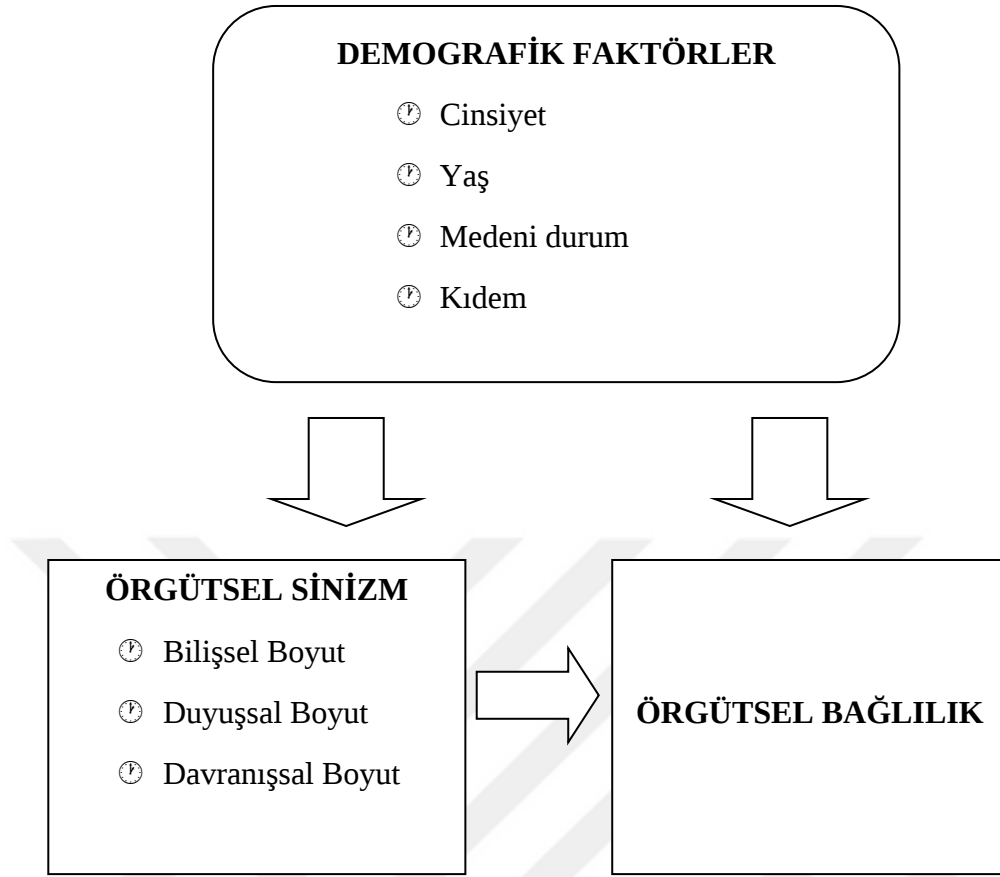 DEMOGRAFİK FAKTÖRLER
Cinsiyet
Yaş
Medeni durum
Kıdem
ÖRGÜTSEL SİNİZM
Bilişsel Boyut
Duyuşsal Boyut
Davranışsal Boyut
ÖRGÜTSEL BAĞLILIK